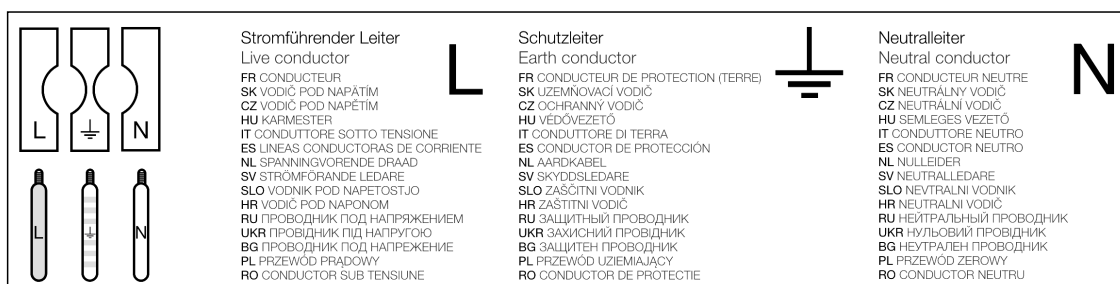 L N
L N
Stromführender Leiter
Live conductor
FR CONDUCTEUR
SK VODIČ POD NAPÄTÍM
CZ VODIČ POD NAPĚTÍM
HU KARMESTER
IT CONDUTTORE SOTTO TENSIONE
ES LINEAS CONDUCTORAS DE CORRIENTE
NL SPANNINGVORENDE DRAAD
SV STRÖMFÖRANDE LEDARE
SLO VODNIK POD NAPETOSTJO
HR VODIČ POD NAPONOM
RU ПРОВОДНИК ПОД НАПРЯЖЕНИЕМ
UKR ПРОВІДНИК ПІД НАПРУГОЮ
BG ПРОВОДНИК ПОД НАПРЕЖЕНИЕ
PL PRZEWÓD PRĄDOWY
RO CONDUCTOR SUB TENSIUNE
L
Schutzleiter
Earth conductor
FR CONDUCTEUR DE PROTECTION (TERRE)
SK UZEMŇOVACÍ VODIČ
CZ OCHRANNÝ VODIČ
HU VÉDŐVEZETŐ
IT CONDUTTORE DI TERRA
ES CONDUCTOR DE PROTECCIÓN
NL AARDKABEL
SV SKYDDSLEDARE
SLO ZAŠČITNI VODNIK
HR ZAŠTITNI VODIČ
RU ЗАЩИТНЫЙ ПРОВОДНИК
UKR ЗАХИСНИЙ ПРОВІДНИК
BG ЗАЩИТЕН ПРОВОДНИК
PL PRZEWÓD UZIEMIAJĄCY
RO CONDUCTOR DE PROTECTIE
Neutralleiter
Neutral conductor
FR CONDUCTEUR NEUTRE
SK NEUTRÁLNY VODIČ
CZ NEUTRÁLNÍ VODIČ
HU SEMLEGES VEZETŐ
IT CONDUTTORE NEUTRO
ES CONDUCTOR NEUTRO
NL NULLEIDER
SV NEUTRALLEDARE
SLO NEVTRALNI VODNIK
HR NEUTRALNI VODIČ
RU НЕЙТРАЛЬНЫЙ ПРОВОДНИК
UKR НУЛЬОВИЙ ПРОВІДНИК
BG НЕУТРАЛЕН ПРОВОДНИК
PL PRZEWÓD ZEROWY
RO CONDUCTOR NEUTRU
N